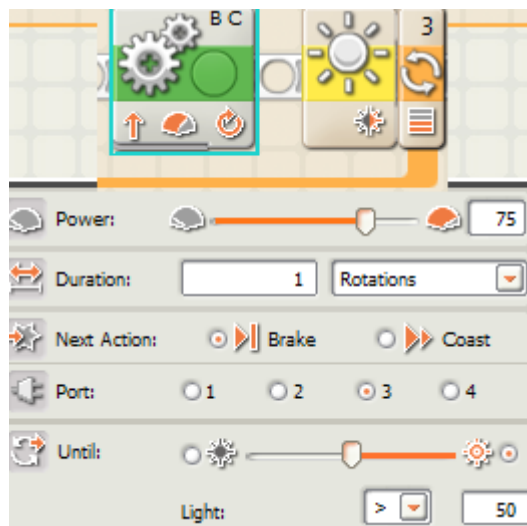 B C
3
Power: 75
Duration: 1 Rotations
Next Action: Brake Coast
Port: 1 2 3 4
Until:
Light: > 50